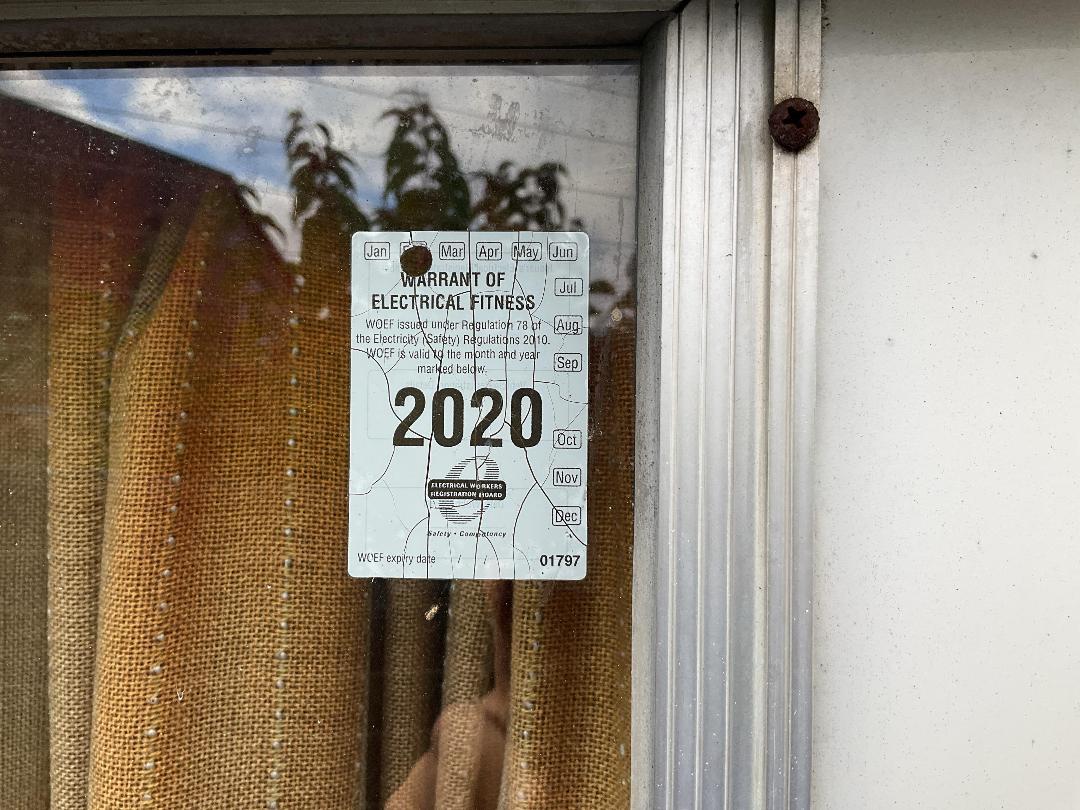 Jan Mar Apr May Jun
Jul
Aug
Sep
Oct
Nov
Dec
WARRANT OF
ELECTRICAL FITNESS
WOEF issued under Regulation 78 of
the Electricity (Safety) Regulations 2010.
WOEF is valid to the month and year
marked below.
2020
ELECTRICAL WORKERS
REGISTRATION BOARD
Safety • Competency
WOEF expiry date / /
01797